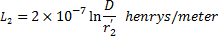 L₂ = 2 × 10⁻⁷ ln D/r₂′ henrys/meter